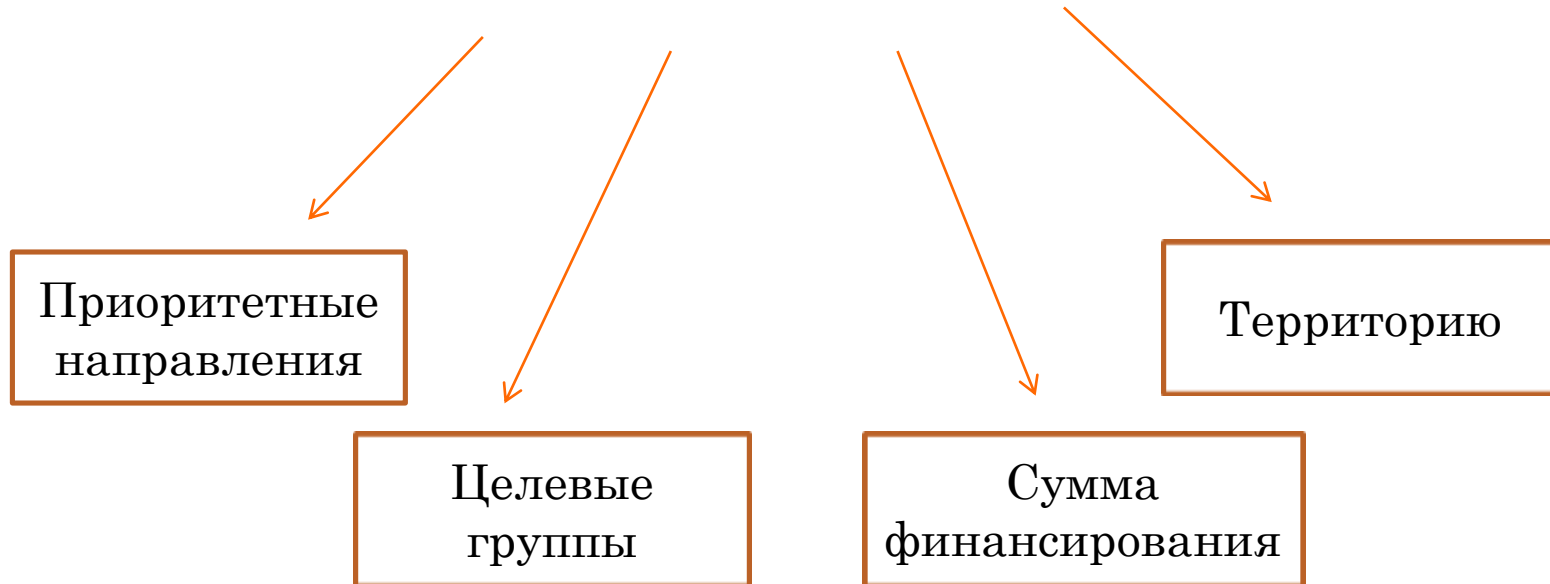 Приоритетные
направления
Целевые
группы
Сумма
финансирования
Территорию